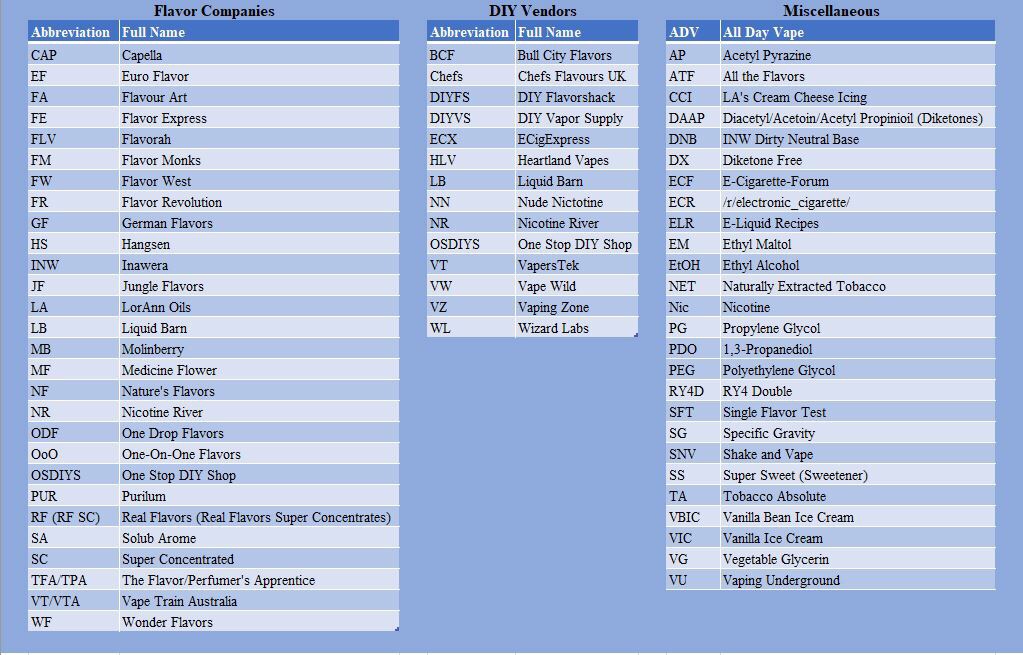 Flavor Companies
Abbreviation Full Name
CAP Capella
EF Euro Flavor
FA Flavour Art
FE Flavor Express
FLV Flavorah
FM Flavor Monks
FW Flavor West
FR Flavor Revolution
GF German Flavors
HS Hangsen
INW Inawera
JF Jungle Flavors
LA LorAnn Oils
LB Liquid Barn
MB Molinberry
MF Medicine Flower
NF Nature's Flavors
NR Nicotine River
ODF One Drop Flavors
OoO One-On-One Flavors
OSDIYS One Stop DIY Shop
PUR Purilum
RF (RF SC) Real Flavors (Real Flavors Super Concentrates)
SA Solub Arome
SC Super Concentrated
TFA/TPA The Flavor/Perfumer's Apprentice
VT/VTA Vape Train Australia
WF Wonder Flavors
DIY Vendors
Abbreviation Full Name
BCF Bull City Flavors
Chefs Chefs Flavours UK
DIYFS DIY Flavorshack
DIYVS DIY Vapor Supply
ECX ECigExpress
HLV Heartland Vapes
LB Liquid Barn
NN Nude Nictotine
NR Nicotine River
OSDIYS One Stop DIY Shop
VT VapersTek
VW Vape Wild
VZ Vaping Zone
WL Wizard Labs
Miscellaneous
ADV All Day Vape
AP Acetyl Pyrazine
ATF All the Flavors
CCI LA's Cream Cheese Icing
DAAP Diacetyl/Acetoin/Acetyl Propinioil (Diketones)
DNB INW Dirty Neutral Base
DX Diketone Free
ECF E-Cigarette-Forum
ECR /r/electronic_cigarette/
ELR E-Liquid Recipes
EM Ethyl Maltol
EtOH Ethyl Alcohol
NET Naturally Extracted Tobacco
Nic Nicotine
PG Propylene Glycol
PDO 1,3-Propanediol
PEG Polyethylene Glycol
RY4D RY4 Double
SFT Single Flavor Test
SG Specific Gravity
SNV Shake and Vape
SS Super Sweet (Sweetener)
TA Tobacco Absolute
VBIC Vanilla Bean Ice Cream
VIC Vanilla Ice Cream
VG Vegetable Glycerin
VU Vaping Underground